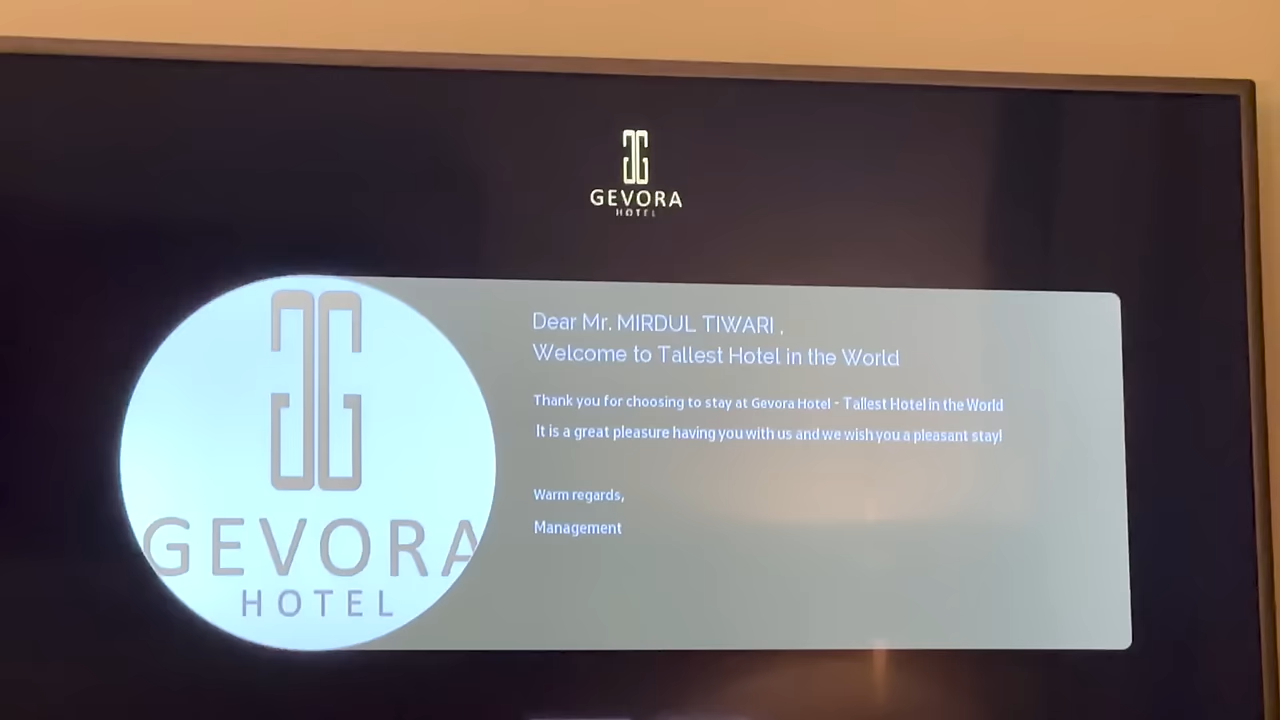 GEVORA
HOTEL
Dear Mr. MIRDUL TIWARI .
Welcome to Tallest Hotel in the World
Thank you for choosing to stay at Gevora Hotel - Tallest Hotel in the World
It is a great pleasure having you with us and we wish you a pleasant stay!
Warm regards,
Management
GEVORA
HOTEL